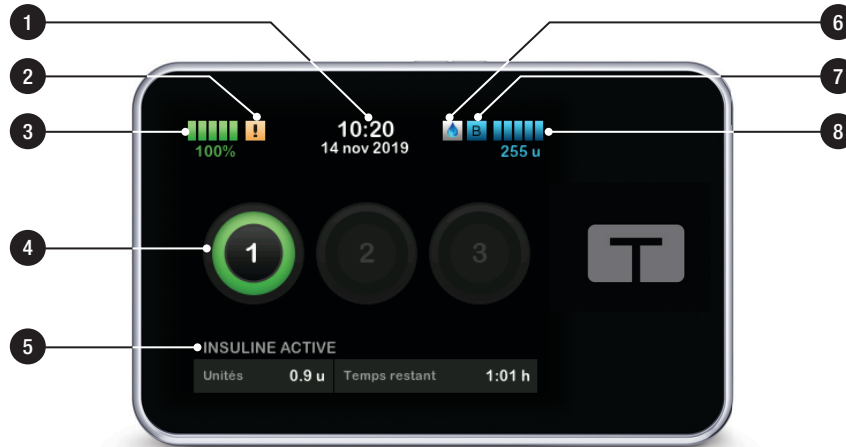 1
2
3
4
5
6
7
8
!
10:20
B
100%
14 nov 2019
255 u
1
2
3
T
INSULINE ACTIVE
Unités 0.9 u Temps restant 1:01 h